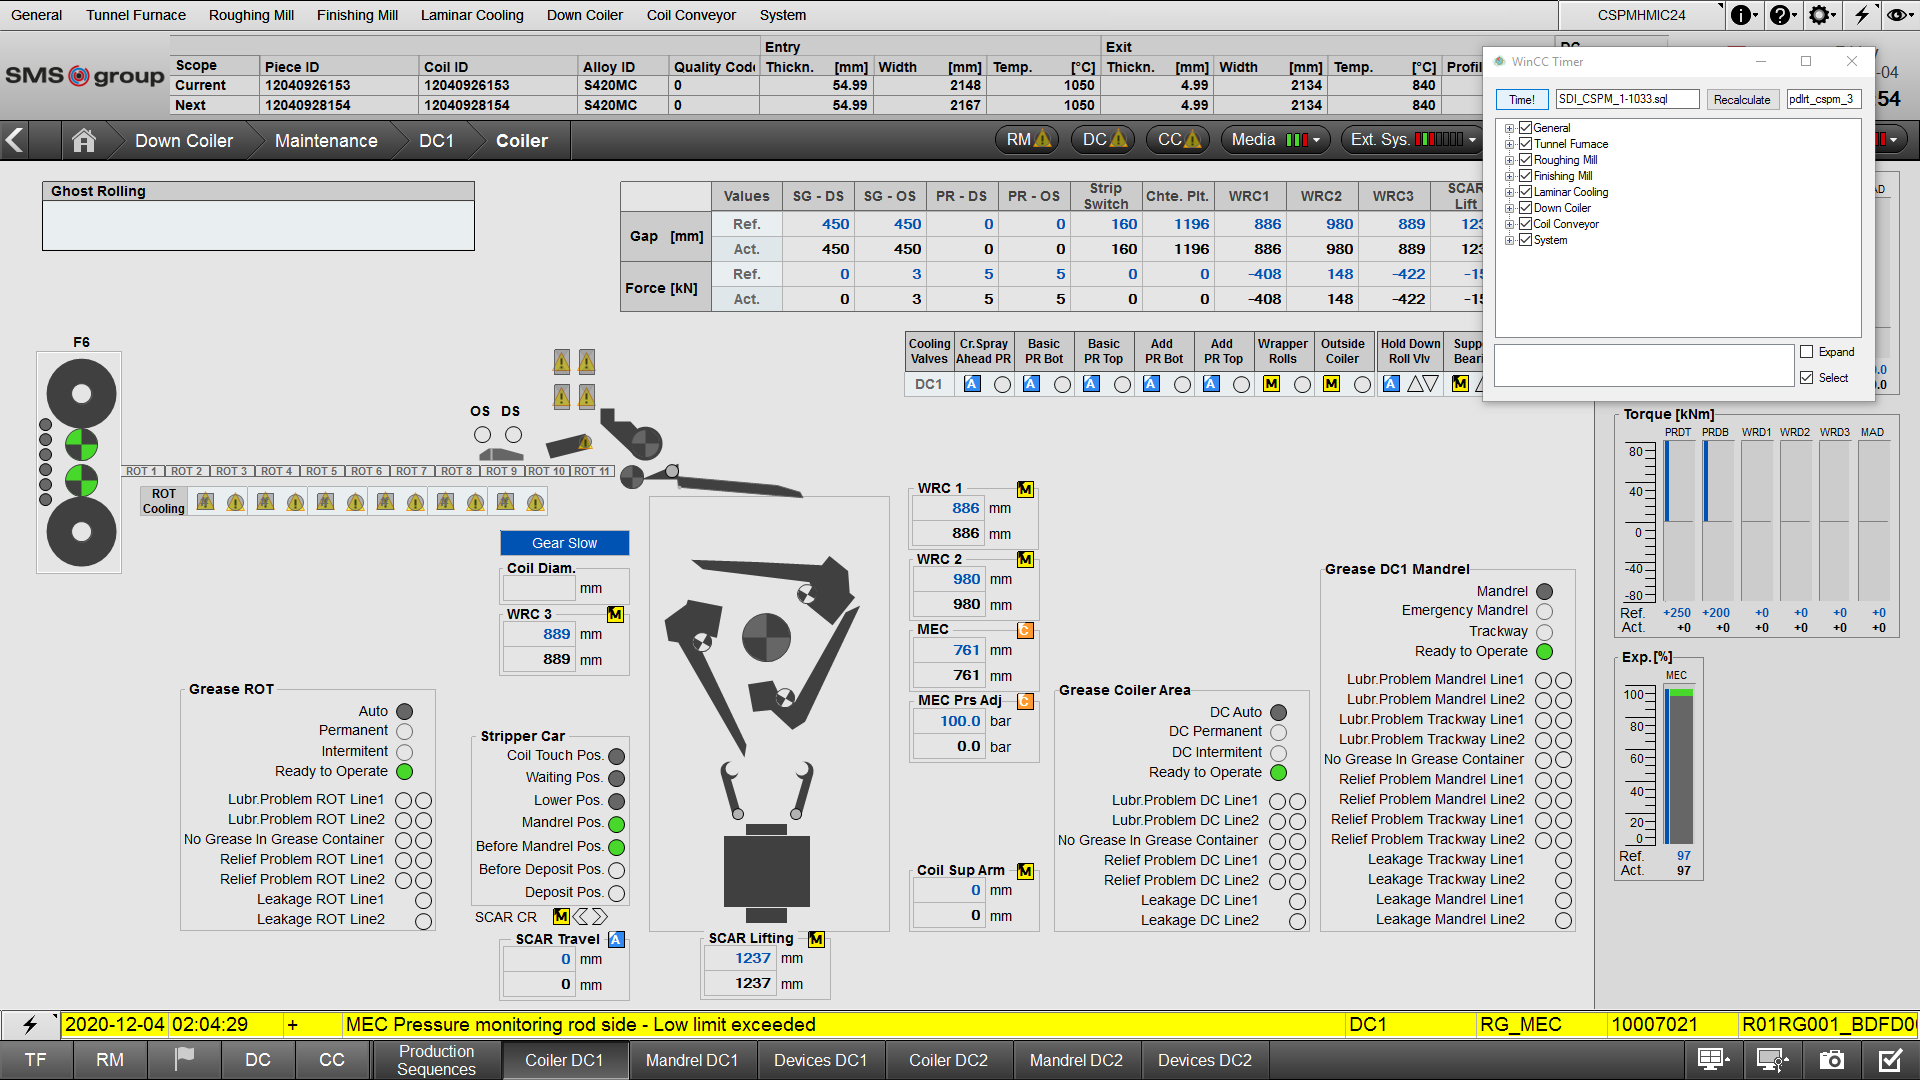 General Tunnel Furnace Roughing Mill Finishing Mill Laminar Cooling Down Coiler Coil Conveyor System CSPMHMIC24
SMS group
Entry Exit
Scope Piece ID Coil ID Alloy ID Quality Code Thickn. [mm] Width [mm] Temp. [°C] Thickn. [mm] Width [mm] Temp. [°C] Profil
Current 12040926153 12040926153 S420MC 0 54.99 2148 1050 4.99 2134 840
Next 12040928154 12040928154 S420MC 0 54.99 2167 1050 4.99 2134 840
-04
54
WinCC Timer
Time! SDI_CSPM_1-1033.sql Recalculate pdlrt_cspm_3
General
Tunnel Furnace
Roughing Mill
Finishing Mill
Laminar Cooling
Down Coiler
Coil Conveyor
System
Expand
Select
Down Coiler Maintenance DC1 Coiler RM DC CC Media Ext. Sys.
Ghost Rolling
Values SG - DS SG - OS PR - DS PR - OS Strip Switch Chte. Plt. WRC1 WRC2 WRC3 SCAR Lift
Gap [mm]
Ref. 450 450 0 0 160 1196 886 980 889 123
Act. 450 450 0 0 160 1196 886 980 889 123
Force [kN]
Ref. 0 3 5 5 0 0 -408 148 -422 -15
Act. 0 3 5 5 0 0 -408 148 -422 -15
Cooling Valves Cr.Spray Ahead PR Basic PR Bot Basic PR Top Add PR Bot Add PR Top Wrapper Rolls Outside Coiler Hold Down Roll Vlv
DC1 A A A A A M M A M
F6
OS DS
ROT 1 ROT 2 ROT 3 ROT 4 ROT 5 ROT 6 ROT 7 ROT 8 ROT 9 ROT 10 ROT 11
ROT Cooling
Gear Slow
Coil Diam.
mm
WRC 3 M
889 mm
889 mm
WRC 1 M
886 mm
886 mm
WRC 2 M
980 mm
980 mm
MEC C
761 mm
761 mm
MEC Prs Adj C
100.0 bar
0.0 bar
Coil Sup Arm M
0 mm
0 mm
Grease ROT
Auto
Permanent
Intermitent
Ready to Operate
Lubr.Problem ROT Line1
Lubr.Problem ROT Line2
No Grease In Grease Container
Relief Problem ROT Line1
Relief Problem ROT Line2
Leakage ROT Line1
Leakage ROT Line2
Stripper Car
Coil Touch Pos.
Waiting Pos.
Lower Pos.
Mandrel Pos.
Before Mandrel Pos.
Before Deposit Pos.
Deposit Pos.
SCAR CR M
SCAR Travel A
0 mm
0 mm
SCAR Lifting M
1237 mm
1237 mm
Grease Coiler Area
DC Auto
DC Permanent
DC Intermitent
Ready to Operate
Lubr.Problem DC Line1
Lubr.Problem DC Line2
No Grease In Grease Container
Relief Problem DC Line1
Relief Problem DC Line2
Leakage DC Line1
Leakage DC Line2
Grease DC1 Mandrel
Mandrel
Emergency Mandrel
Trackway
Ready to Operate
Lubr.Problem Mandrel Line1
Lubr.Problem Mandrel Line2
Lubr.Problem Trackway Line1
Lubr.Problem Trackway Line2
No Grease In Grease Container
Relief Problem Mandrel Line1
Relief Problem Mandrel Line2
Relief Problem Trackway Line1
Relief Problem Trackway Line2
Leakage Trackway Line1
Leakage Trackway Line2
Leakage Mandrel Line1
Leakage Mandrel Line2
Torque [kNm]
PRDT PRDB WRD1 WRD2 WRD3 MAD
80
40
0
-40
-80
Ref. +250 +200 +0 +0 +0 +0
Act. +0 +0 +0 +0 +0 +0
Exp.[%]
MEC
100
80
60
40
20
0
Ref. 97
Act. 97
2020-12-04 02:04:29 + MEC Pressure monitoring rod side - Low limit exceeded DC1 RG_MEC 10007021 R01RG001_BDFD0
TF RM DC CC Production Sequences Coiler DC1 Mandrel DC1 Devices DC1 Coiler DC2 Mandrel DC2 Devices DC2